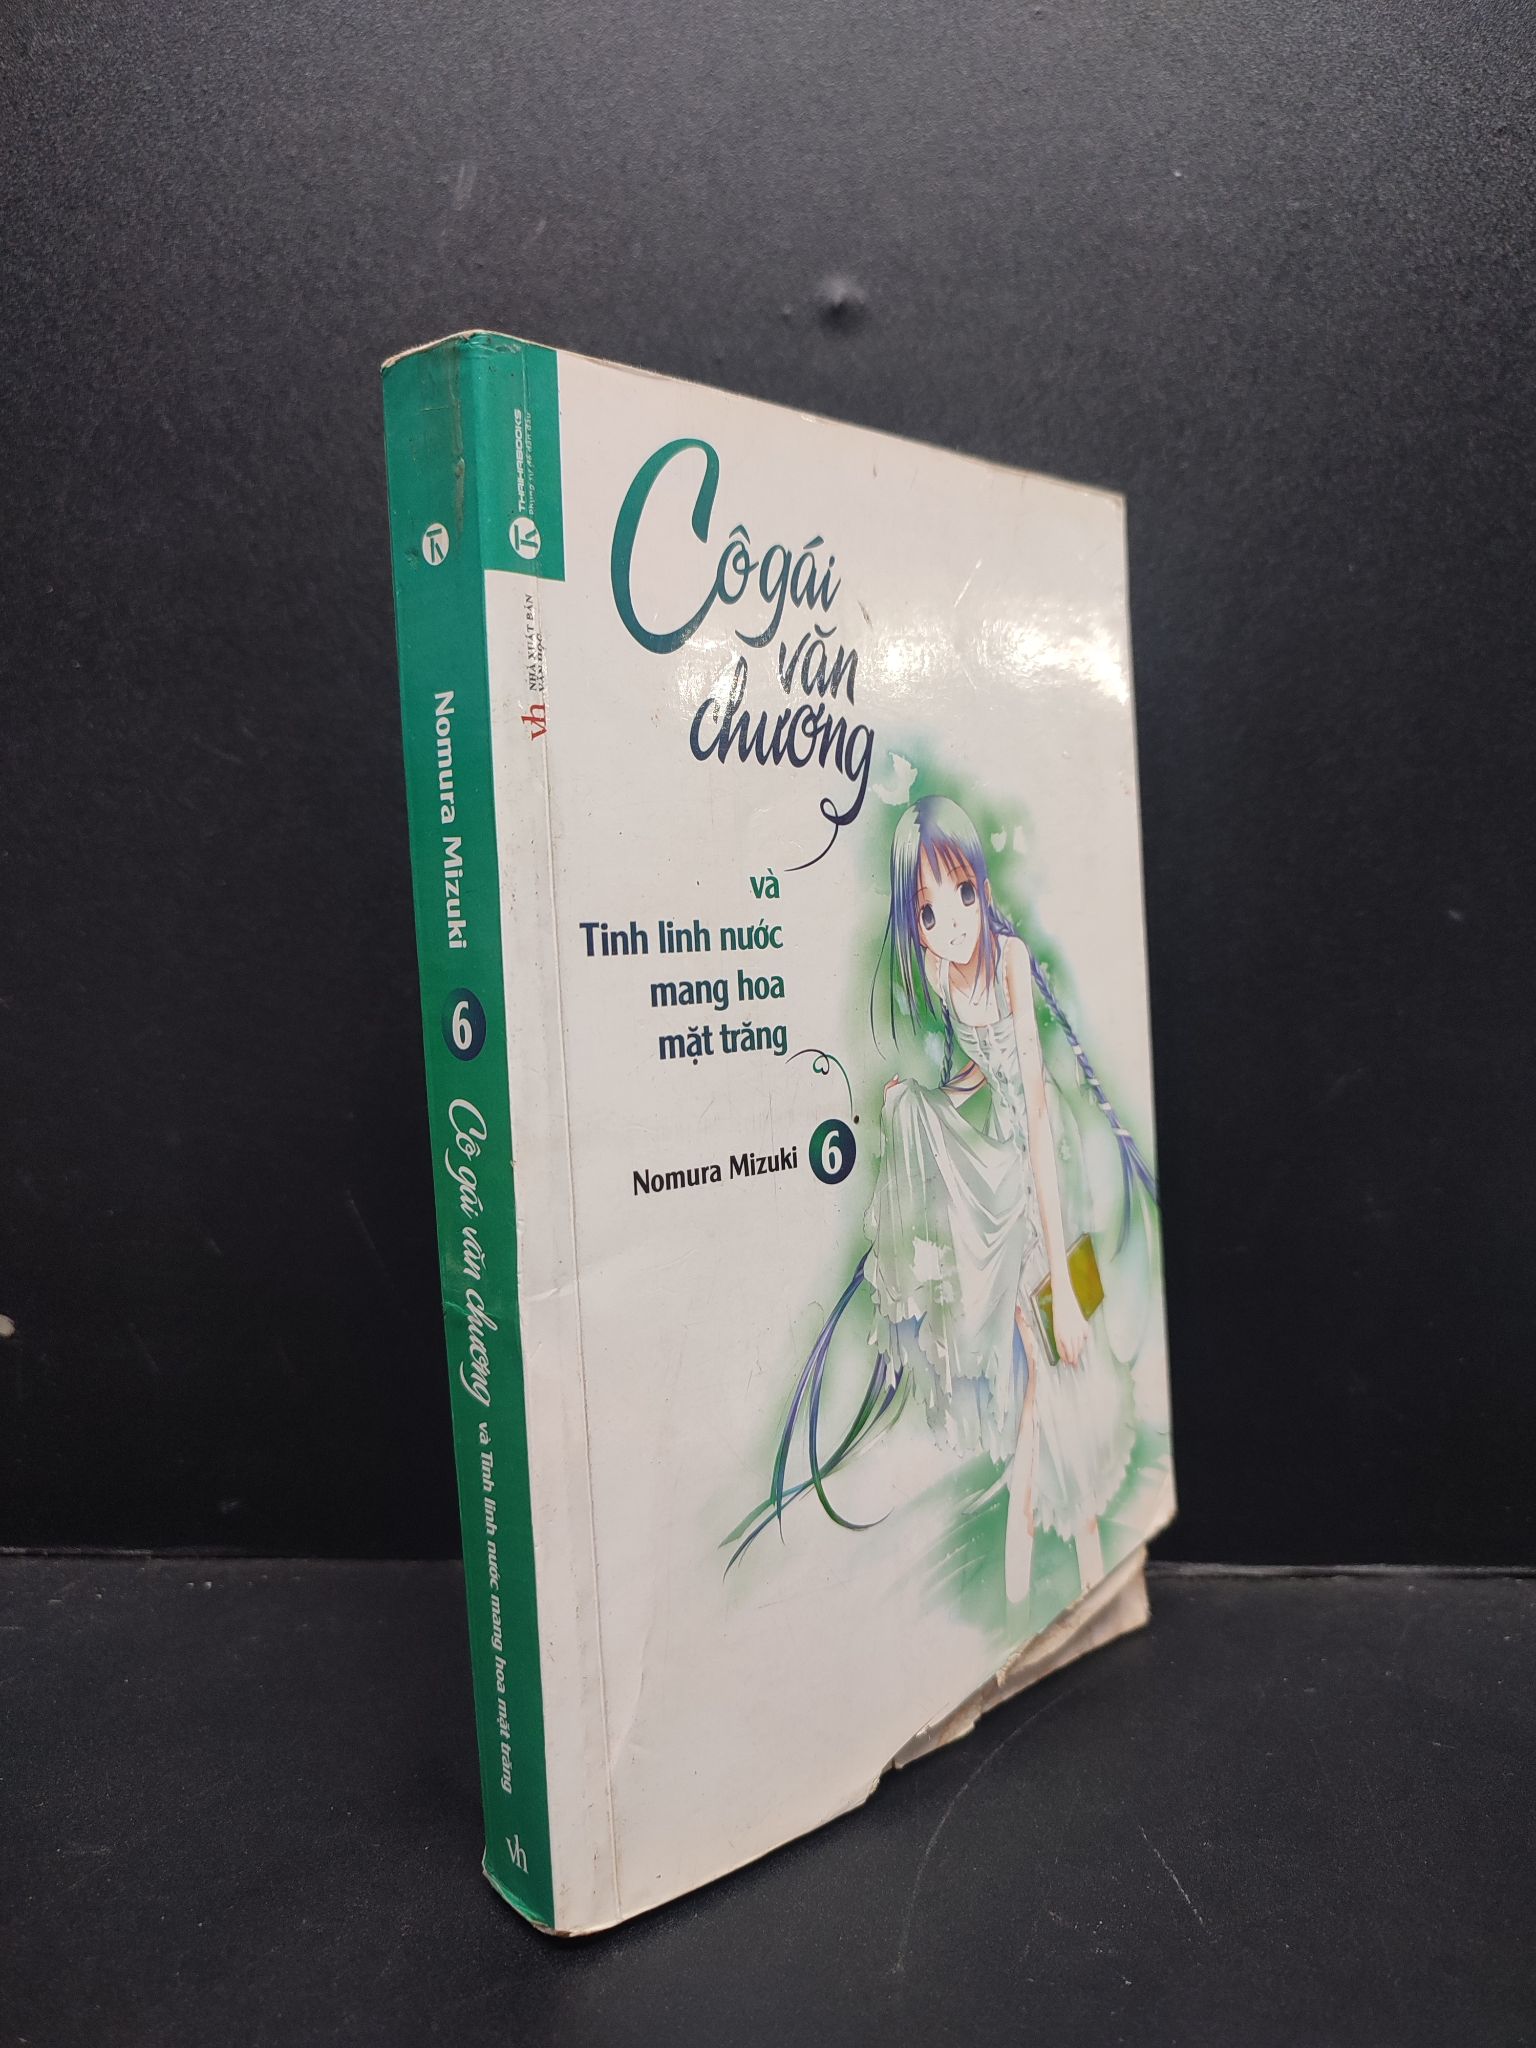 Nomura Mizuki
6
Cô gái văn chương và Tinh linh nước mang hoa mặt trăng
vh
THAIHABOOKS
NHÀ XUẤT BẢN
VĂN HỌC
vh
Cô gái
văn
chương
và
Tinh linh nước
mang hoa
mặt trăng
Nomura Mizuki 6